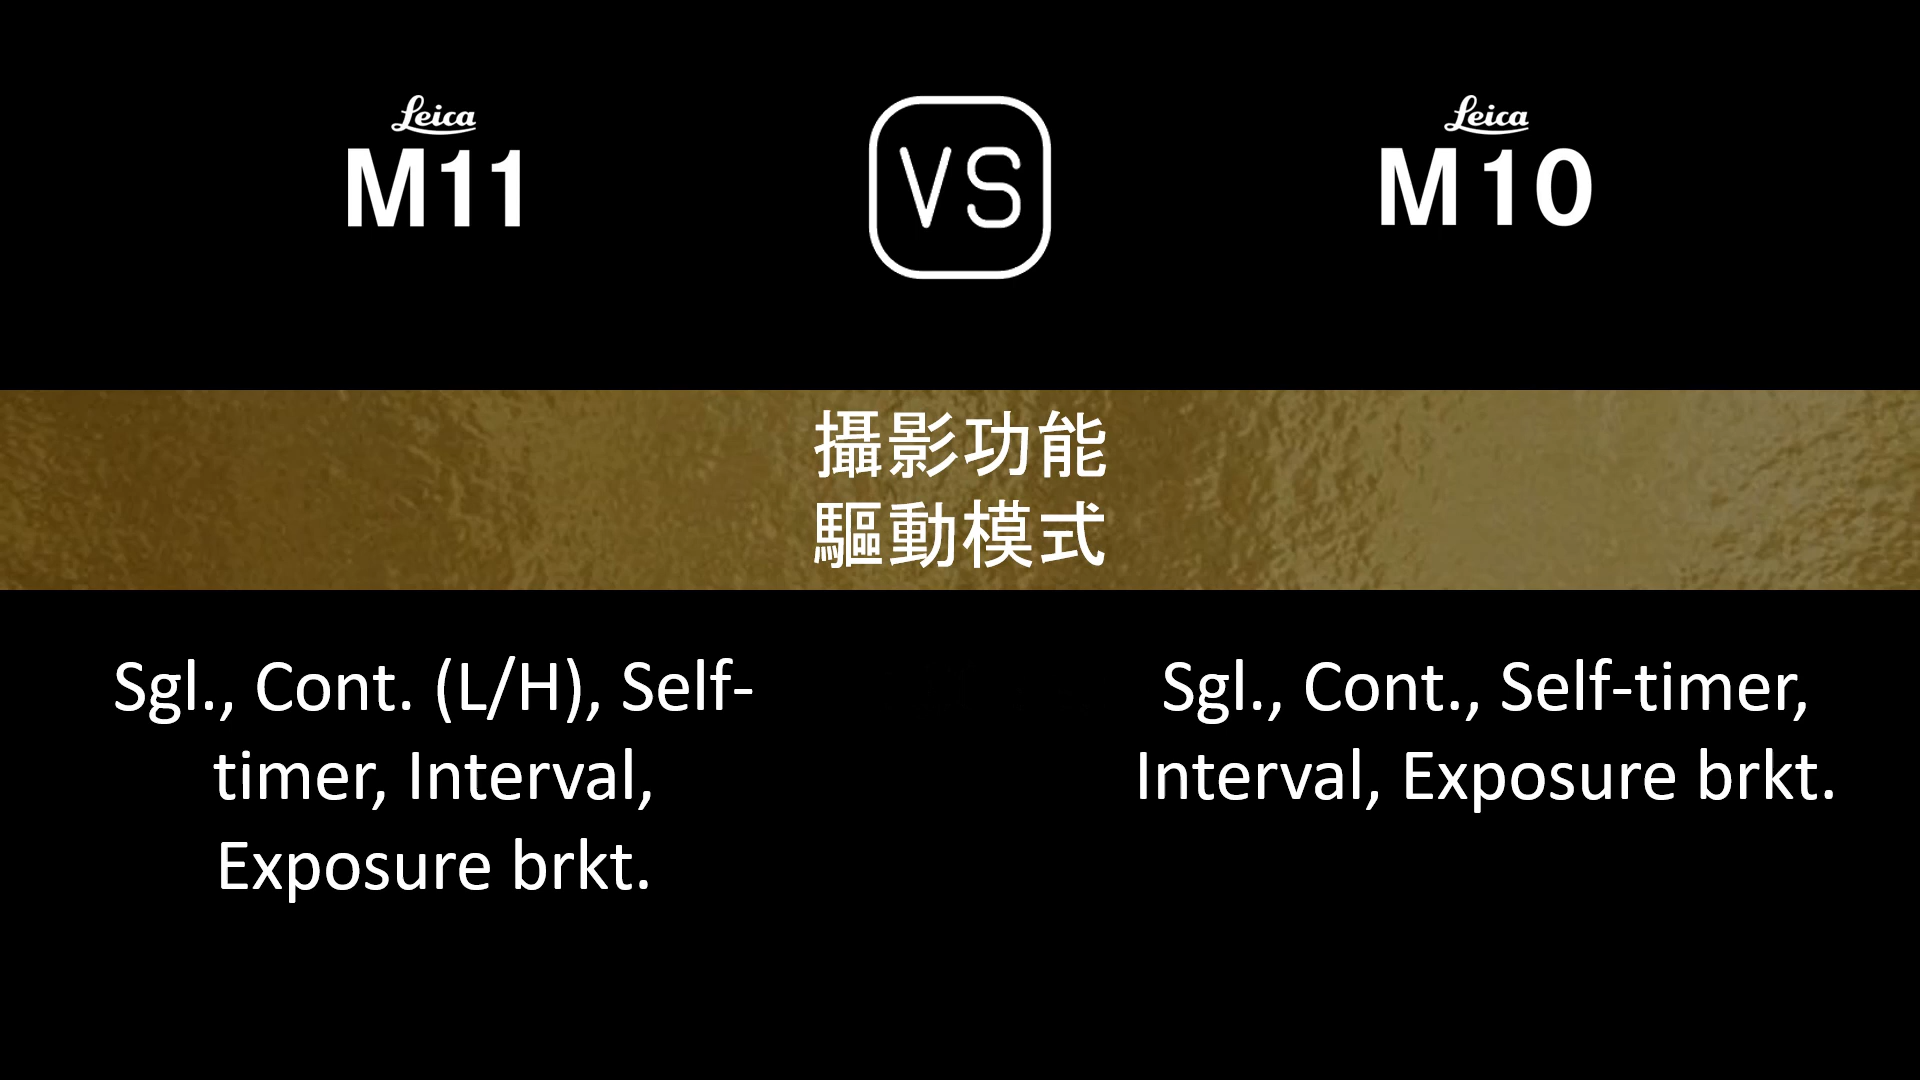 Leica
M11
VS
Leica
M10
攝影功能
驅動模式
Sgl., Cont. (L/H), Self-
timer, Interval,
Exposure brkt.
Sgl., Cont., Self-timer,
Interval, Exposure brkt.